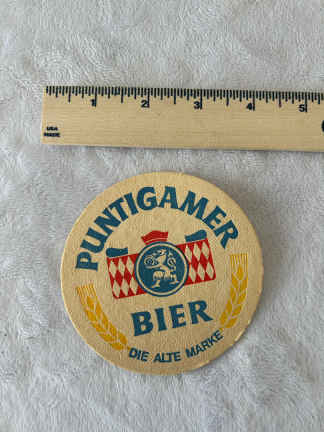 1 2 3 4 5
USA
MADE
PUNTIGAMER
BIER
DIE ALTE MARKE